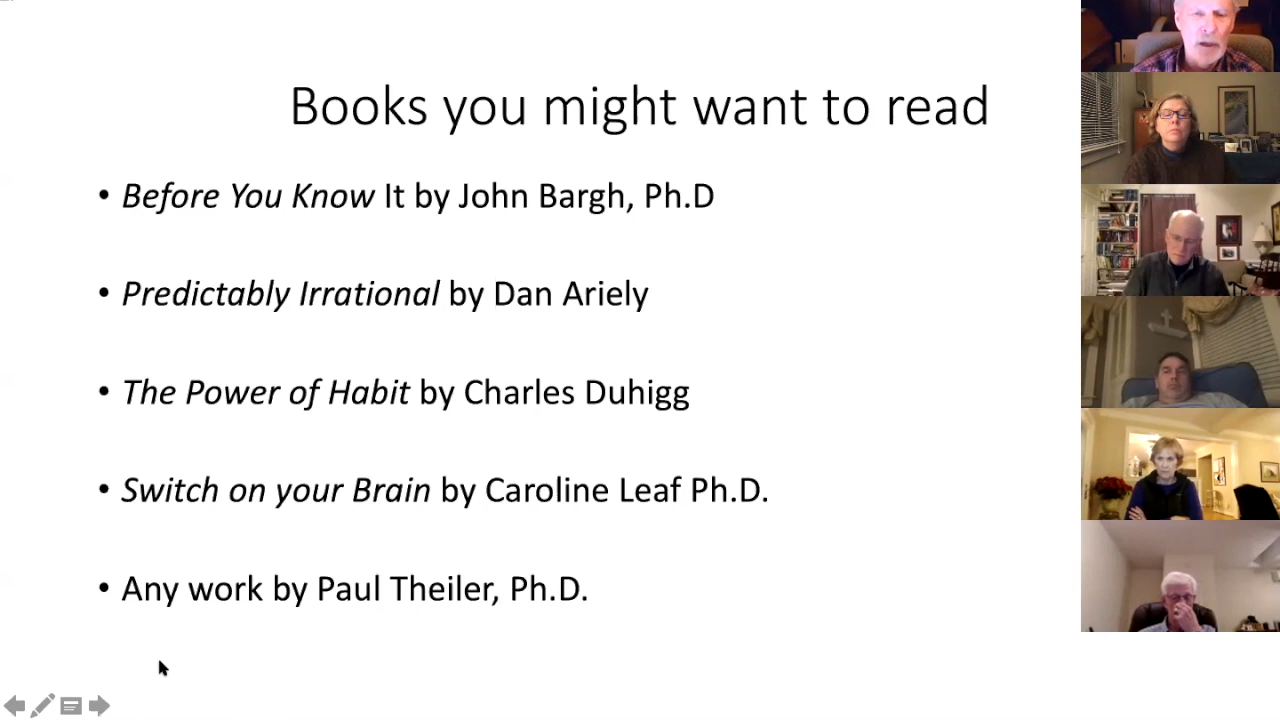 Books you might want to read
• Before You Know It by John Bargh, Ph.D
• Predictably Irrational by Dan Ariely
• The Power of Habit by Charles Duhigg
• Switch on your Brain by Caroline Leaf Ph.D.
• Any work by Paul Theiler, Ph.D.